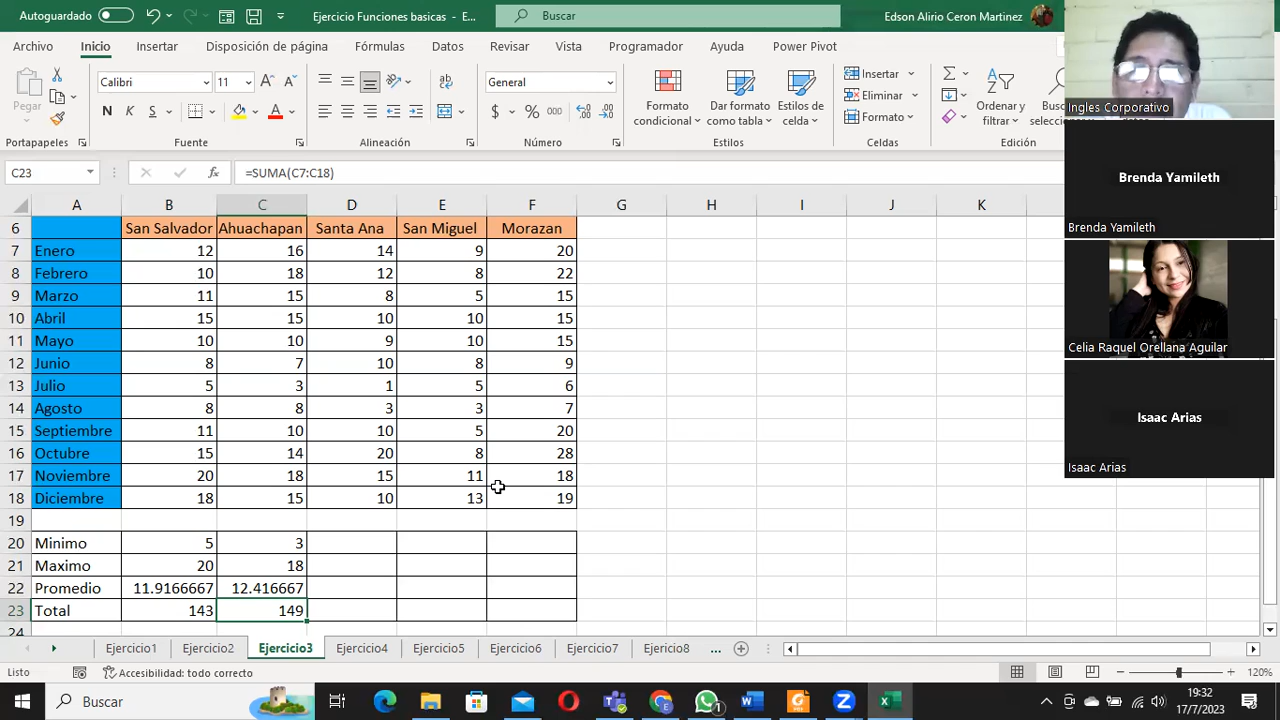 Autoguardado
Ejercicio Funciones basicas - E...
Buscar
Edson Alirio Ceron Martinez
Archivo Inicio Insertar Disposición de página Fórmulas Datos Revisar Vista Programador Ayuda Power Pivot
Pegar
Calibri 11
N K S
General
Formato condicional
Dar formato como tabla
Estilos de celda
Insertar
Eliminar
Formato
Ordenar y filtrar
Portapapeles Fuente Alineación Número Estilos Celdas Edición
C23 fx =SUMA(C7:C18)
A B C D E F G H I J K
6 San Salvador Ahuachapan Santa Ana San Miguel Morazan
7 Enero 12 16 14 9 20
8 Febrero 10 18 12 8 22
9 Marzo 11 15 8 5 15
10 Abril 15 15 10 10 15
11 Mayo 10 10 9 10 15
12 Junio 8 7 10 8 9
13 Julio 5 3 1 5 6
14 Agosto 8 8 3 3 7
15 Septiembre 11 10 10 5 20
16 Octubre 15 14 20 8 28
17 Noviembre 20 18 15 11 18
18 Diciembre 18 15 10 13 19
19
20 Minimo 5 3
21 Maximo 20 18
22 Promedio 11.9166667 12.416667
23 Total 143 149
24
Ejercicio1 Ejercicio2 Ejercicio3 Ejercicio4 Ejercicio5 Ejercicio6 Ejercicio7 Ejercicio8 ...
Listo Accesibilidad: todo correcto 120%
Buscar
19:32
17/7/2023
Ingles Corporativo
Brenda Yamileth
Brenda Yamileth
Celia Raquel Orellana Aguilar
Isaac Arias
Isaac Arias